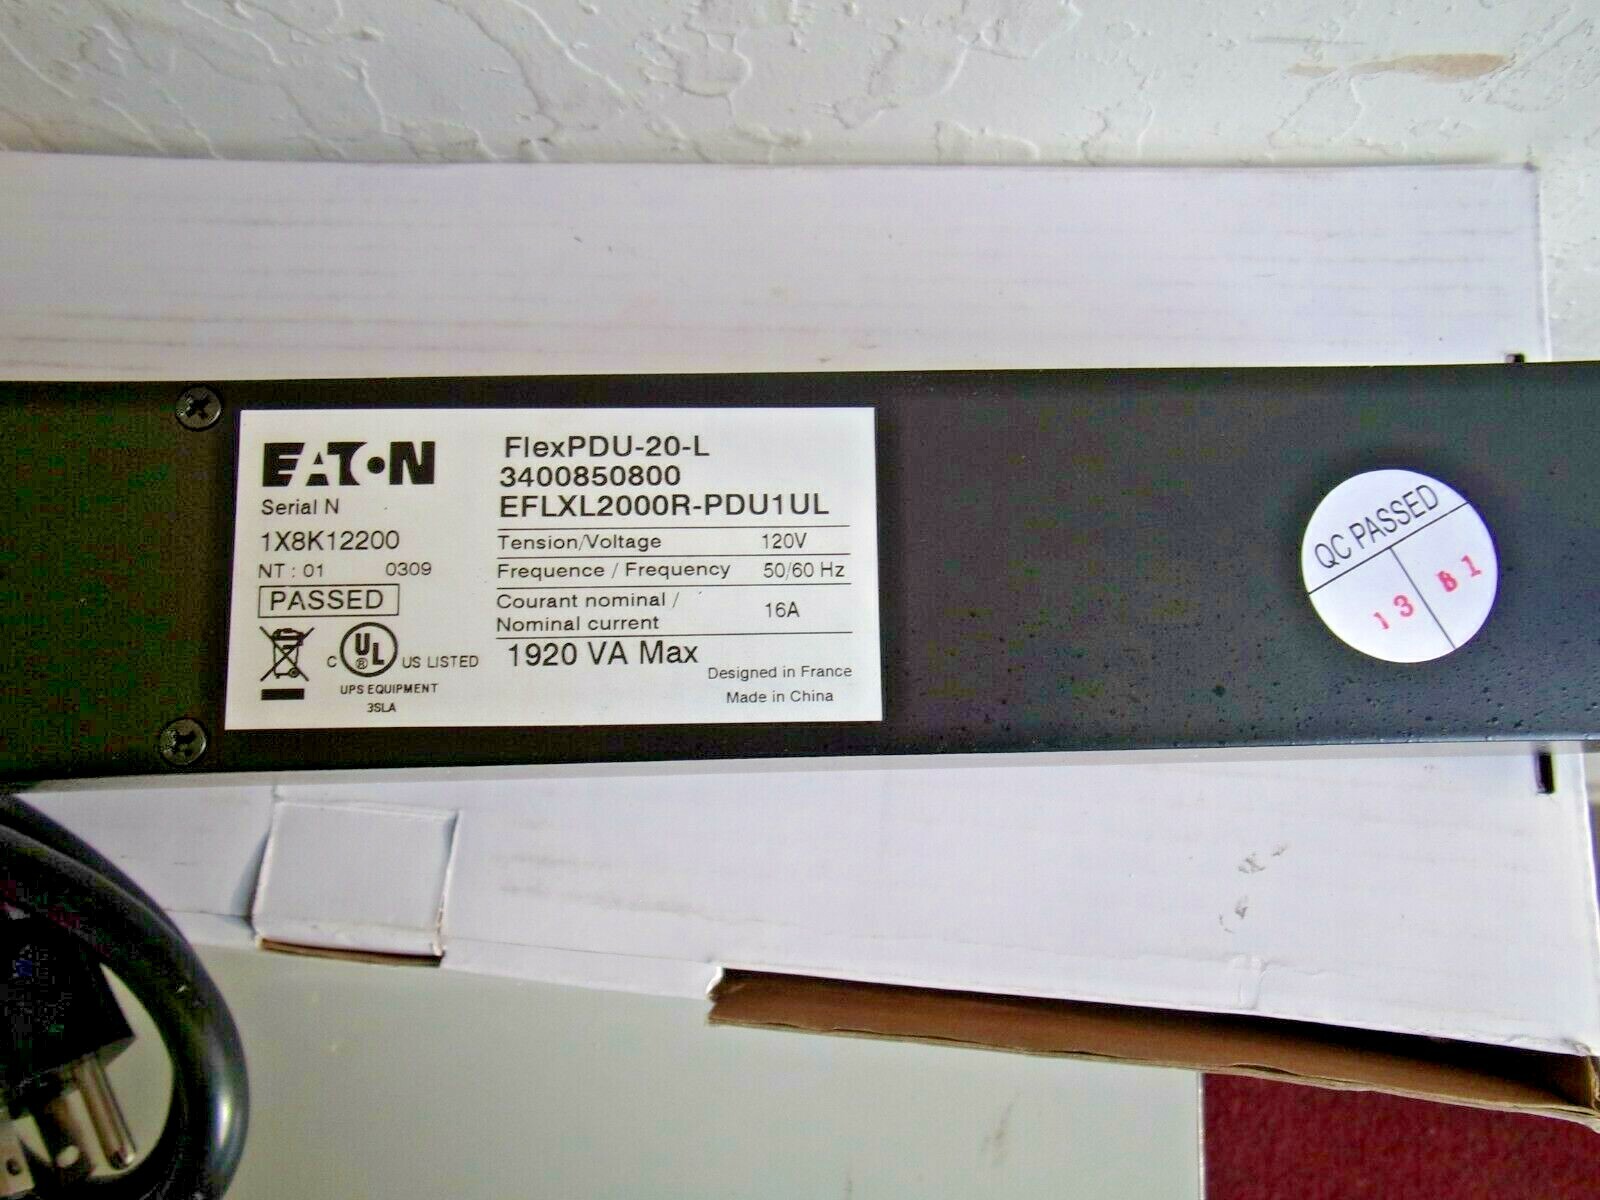 EATON
Serial N
1X8K12200
NT : 01 0309
PASSED
C UL ® US LISTED
UPS EQUIPMENT
3SLA
FlexPDU-20-L
3400850800
EFLXL2000R-PDU1UL
Tension/Voltage 120V
Frequence / Frequency 50/60 Hz
Courant nominal /
Nominal current 16A
1920 VA Max
Designed in France
Made in China
QC PASSED
13 B1